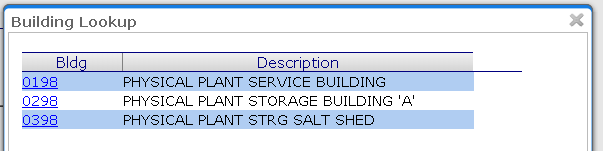 Building Lookup
Bldg Description
0198 PHYSICAL PLANT SERVICE BUILDING
0298 PHYSICAL PLANT STORAGE BUILDING 'A'
0398 PHYSICAL PLANT STRG SALT SHED